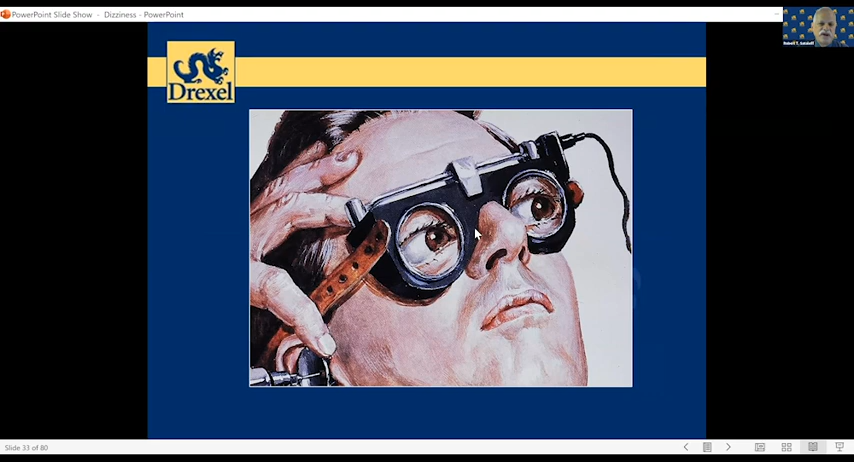 PowerPoint Slide Show - Dizziness - PowerPoint
Drexel
Slide 33 of 80